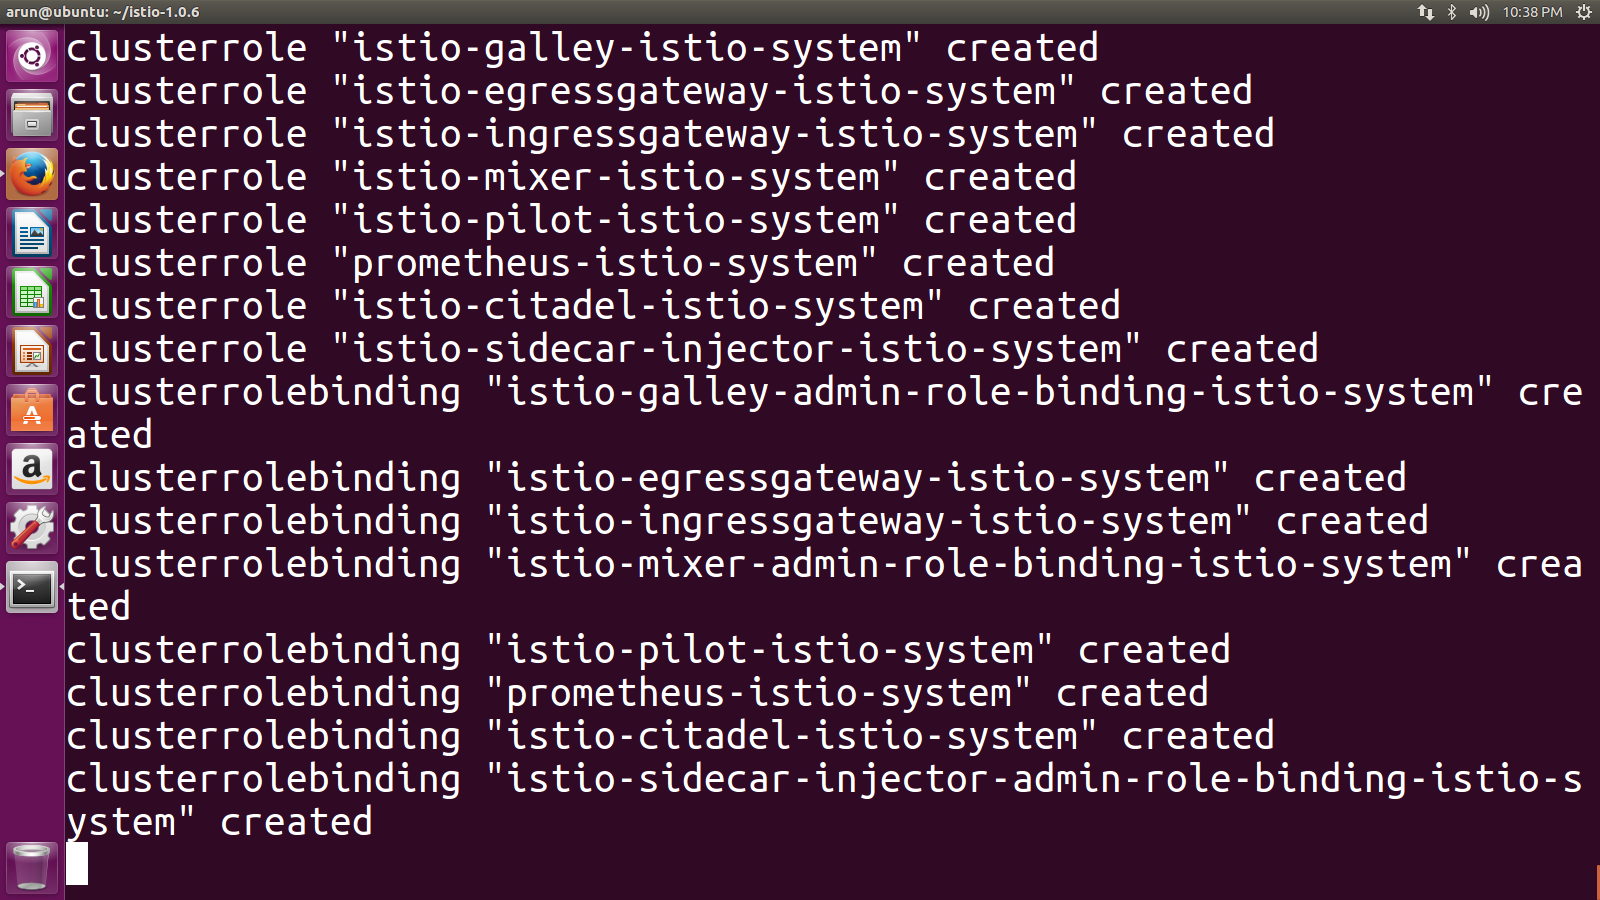 arun@ubuntu: ~/istio-1.0.6
10:38 PM
clusterrole "istio-galley-istio-system" created
clusterrole "istio-egressgateway-istio-system" created
clusterrole "istio-ingressgateway-istio-system" created
clusterrole "istio-mixer-istio-system" created
clusterrole "istio-pilot-istio-system" created
clusterrole "prometheus-istio-system" created
clusterrole "istio-citadel-istio-system" created
clusterrole "istio-sidecar-injector-istio-system" created
clusterrolebinding "istio-galley-admin-role-binding-istio-system" cre
ated
clusterrolebinding "istio-egressgateway-istio-system" created
clusterrolebinding "istio-ingressgateway-istio-system" created
clusterrolebinding "istio-mixer-admin-role-binding-istio-system" crea
ted
clusterrolebinding "istio-pilot-istio-system" created
clusterrolebinding "prometheus-istio-system" created
clusterrolebinding "istio-citadel-istio-system" created
clusterrolebinding "istio-sidecar-injector-admin-role-binding-istio-s
ystem" created